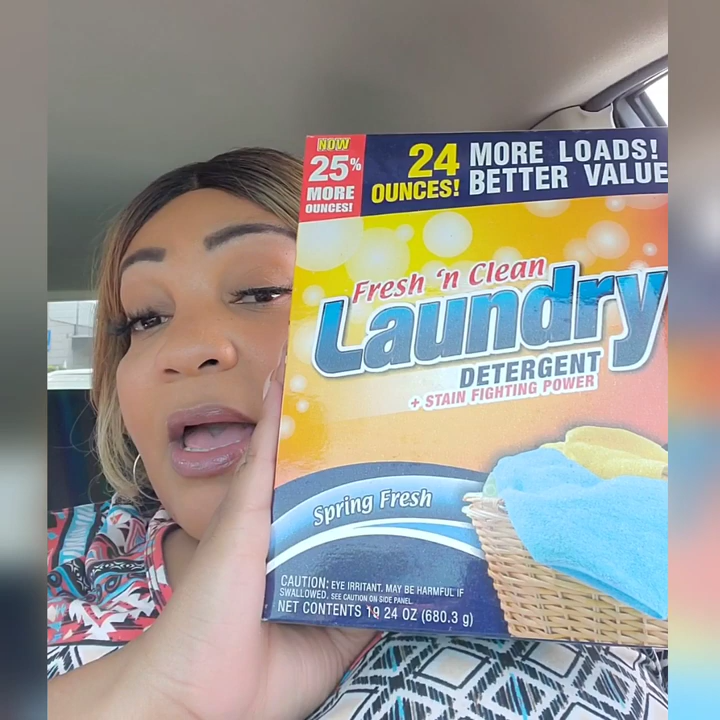 NOW
25%
MORE
OUNCES!
24
OUNCES!
MORE LOADS!
BETTER VALUE
Fresh 'n Clean
Laundry
DETERGENT
+ STAIN FIGHTING POWER
Spring Fresh
CAUTION: EYE IRRITANT. MAY BE HARMFUL IF
SWALLOWED. SEE CAUTION ON SIDE PANEL.
NET CONTENTS 19 24 OZ (680.3 g)